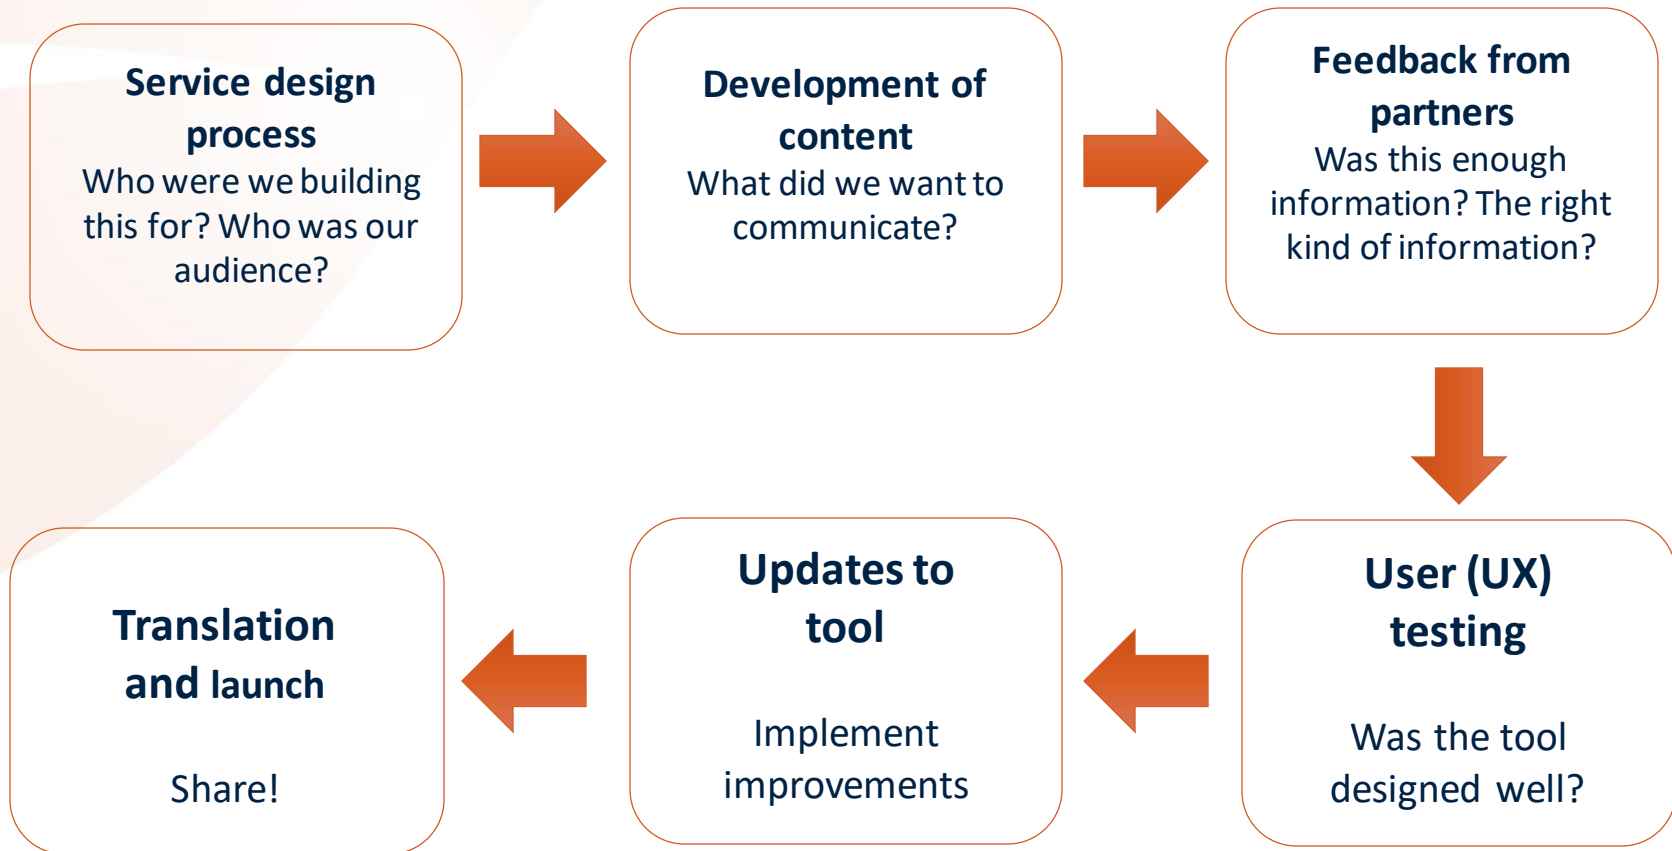 Service design
process
Who were we building
this for? Who was our
audience?
Development of
content
What did we want to
communicate?
Feedback from
partners
Was this enough
information? The right
kind of information?
User (UX)
testing
Was the tool
designed well?
Updates to
tool
Implement
improvements
Translation
and launch
Share!